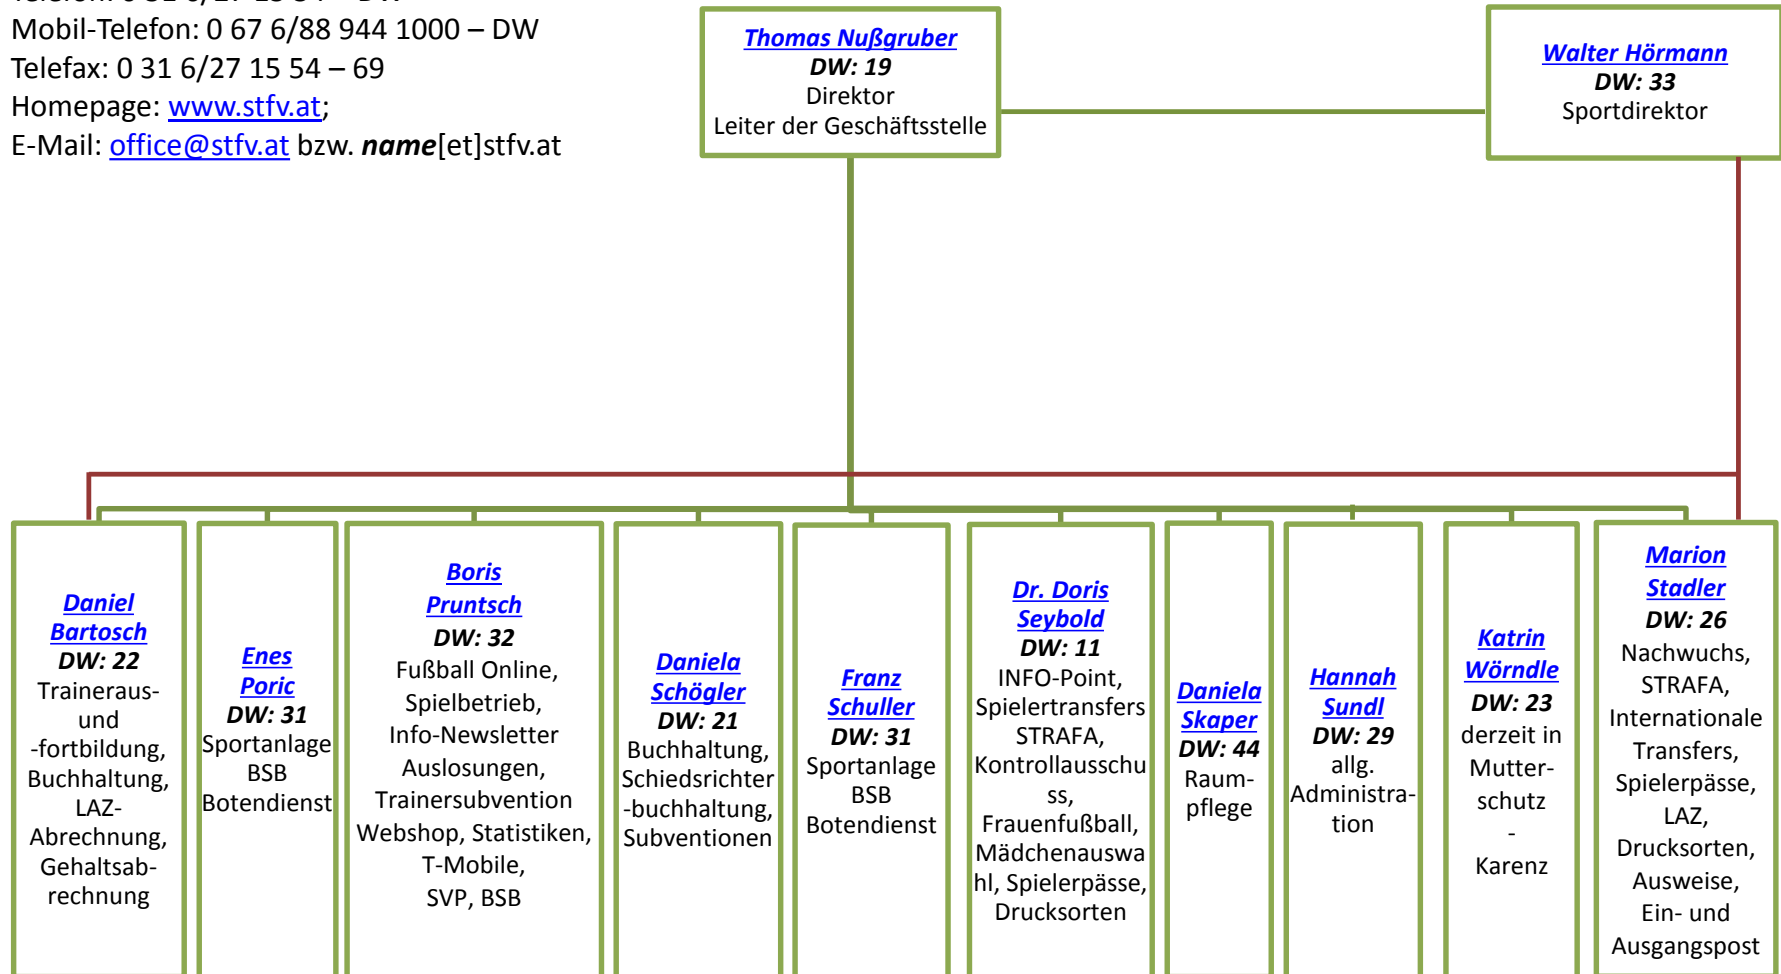 Mobil-Telefon: 0 67 6/88 944 1000 – DW
Telefax: 0 31 6/27 15 54 – 69
Homepage: www.stfv.at;
E-Mail: office@stfv.at bzw. name[et]stfv.at
Thomas Nußgruber
DW: 19
Direktor
Leiter der Geschäftsstelle
Walter Hörmann
DW: 33
Sportdirektor
Daniel
Bartosch
DW: 22
Traineraus-
und
-fortbildung,
Buchhaltung,
LAZ-
Abrechnung,
Gehaltsab-
rechnung
Enes
Poric
DW: 31
Sportanlage
BSB
Botendienst
Boris
Pruntsch
DW: 32
Fußball Online,
Spielbetrieb,
Info-Newsletter
Auslosungen,
Trainersubvention
Webshop, Statistiken,
T-Mobile,
SVP, BSB
Daniela
Schögler
DW: 21
Buchhaltung,
Schiedsrichter
-buchhaltung,
Subventionen
Franz
Schuller
DW: 31
Sportanlage
BSB
Botendienst
Dr. Doris
Seybold
DW: 11
INFO-Point,
Spielertransfers
STRAFA,
Kontrollausschu
ss,
Frauenfußball,
Mädchenauswa
hl, Spielerpässe,
Drucksorten
Daniela
Skaper
DW: 44
Raum-
pflege
Hannah
Sundl
DW: 29
allg.
Administra-
tion
Katrin
Wörndle
DW: 23
derzeit in
Mutter-
schutz
-
Karenz
Marion
Stadler
DW: 26
Nachwuchs,
STRAFA,
Internationale
Transfers,
Spielerpässe,
LAZ,
Drucksorten,
Ausweise,
Ein- und
Ausgangspost